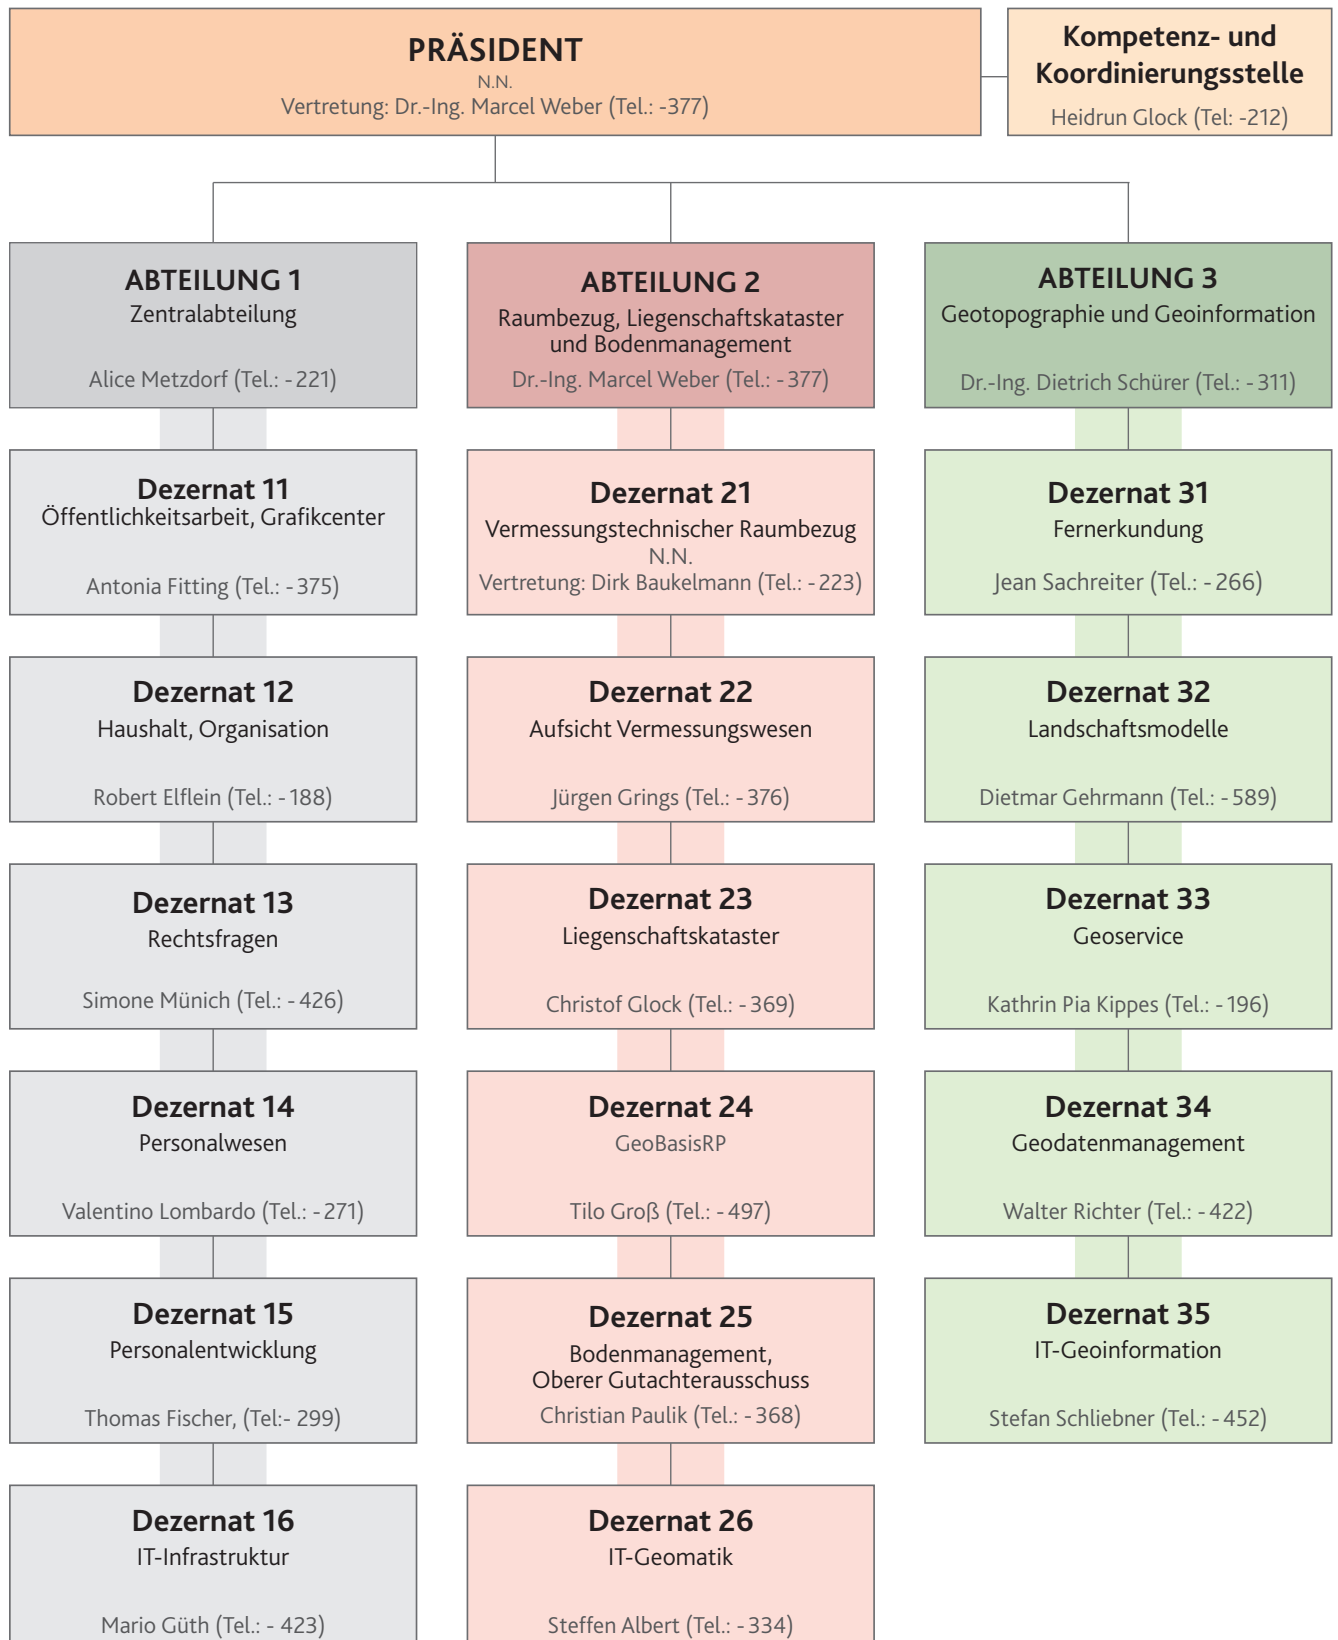 PRÄSIDENT
N.N.
Vertretung: Dr.-Ing. Marcel Weber (Tel.: -377)
Kompetenz- und
Koordinierungsstelle
Heidrun Glock (Tel: -212)
ABTEILUNG 1
Zentralabteilung
Alice Metzdorf (Tel.: - 221)
Dezernat 11
Öffentlichkeitsarbeit, Grafikcenter
Antonia Fitting (Tel.: - 375)
Dezernat 12
Haushalt, Organisation
Robert Elflein (Tel.: - 188)
Dezernat 13
Rechtsfragen
Simone Münich (Tel.: - 426)
Dezernat 14
Personalwesen
Valentino Lombardo (Tel.: - 271)
Dezernat 15
Personalentwicklung
Thomas Fischer, (Tel:- 299)
Dezernat 16
IT-Infrastruktur
Mario Güth (Tel.: - 423)
ABTEILUNG 2
Raumbezug, Liegenschaftskataster
und Bodenmanagement
Dr.-Ing. Marcel Weber (Tel.: - 377)
Dezernat 21
Vermessungstechnischer Raumbezug
N.N.
Vertretung: Dirk Baukelmann (Tel.: - 223)
Dezernat 22
Aufsicht Vermessungswesen
Jürgen Grings (Tel.: - 376)
Dezernat 23
Liegenschaftskataster
Christof Glock (Tel.: - 369)
Dezernat 24
GeoBasisRP
Tilo Groß (Tel.: - 497)
Dezernat 25
Bodenmanagement,
Oberer Gutachterausschuss
Christian Paulik (Tel.: - 368)
Dezernat 26
IT-Geomatik
Steffen Albert (Tel.: - 334)
ABTEILUNG 3
Geotopographie und Geoinformation
Dr.-Ing. Dietrich Schürer (Tel.: - 311)
Dezernat 31
Fernerkundung
Jean Sachreiter (Tel.: - 266)
Dezernat 32
Landschaftsmodelle
Dietmar Gehrmann (Tel.: - 589)
Dezernat 33
Geoservice
Kathrin Pia Kippes (Tel.: - 196)
Dezernat 34
Geodatenmanagement
Walter Richter (Tel.: - 422)
Dezernat 35
IT-Geoinformation
Stefan Schliebner (Tel.: - 452)